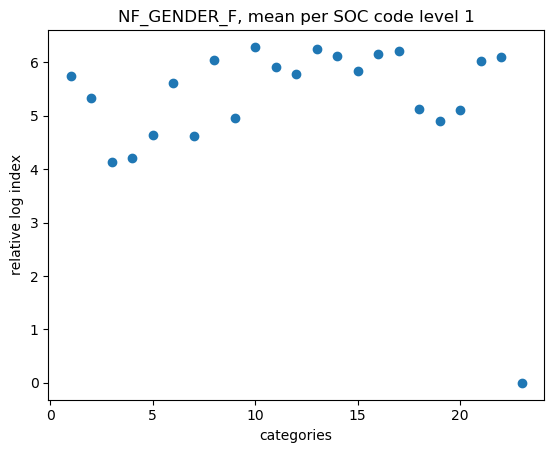 NF_GENDER_F, mean per SOC code level 1
relative log index
6
5
4
3
2
1
0
0 5 10 15 20
categories